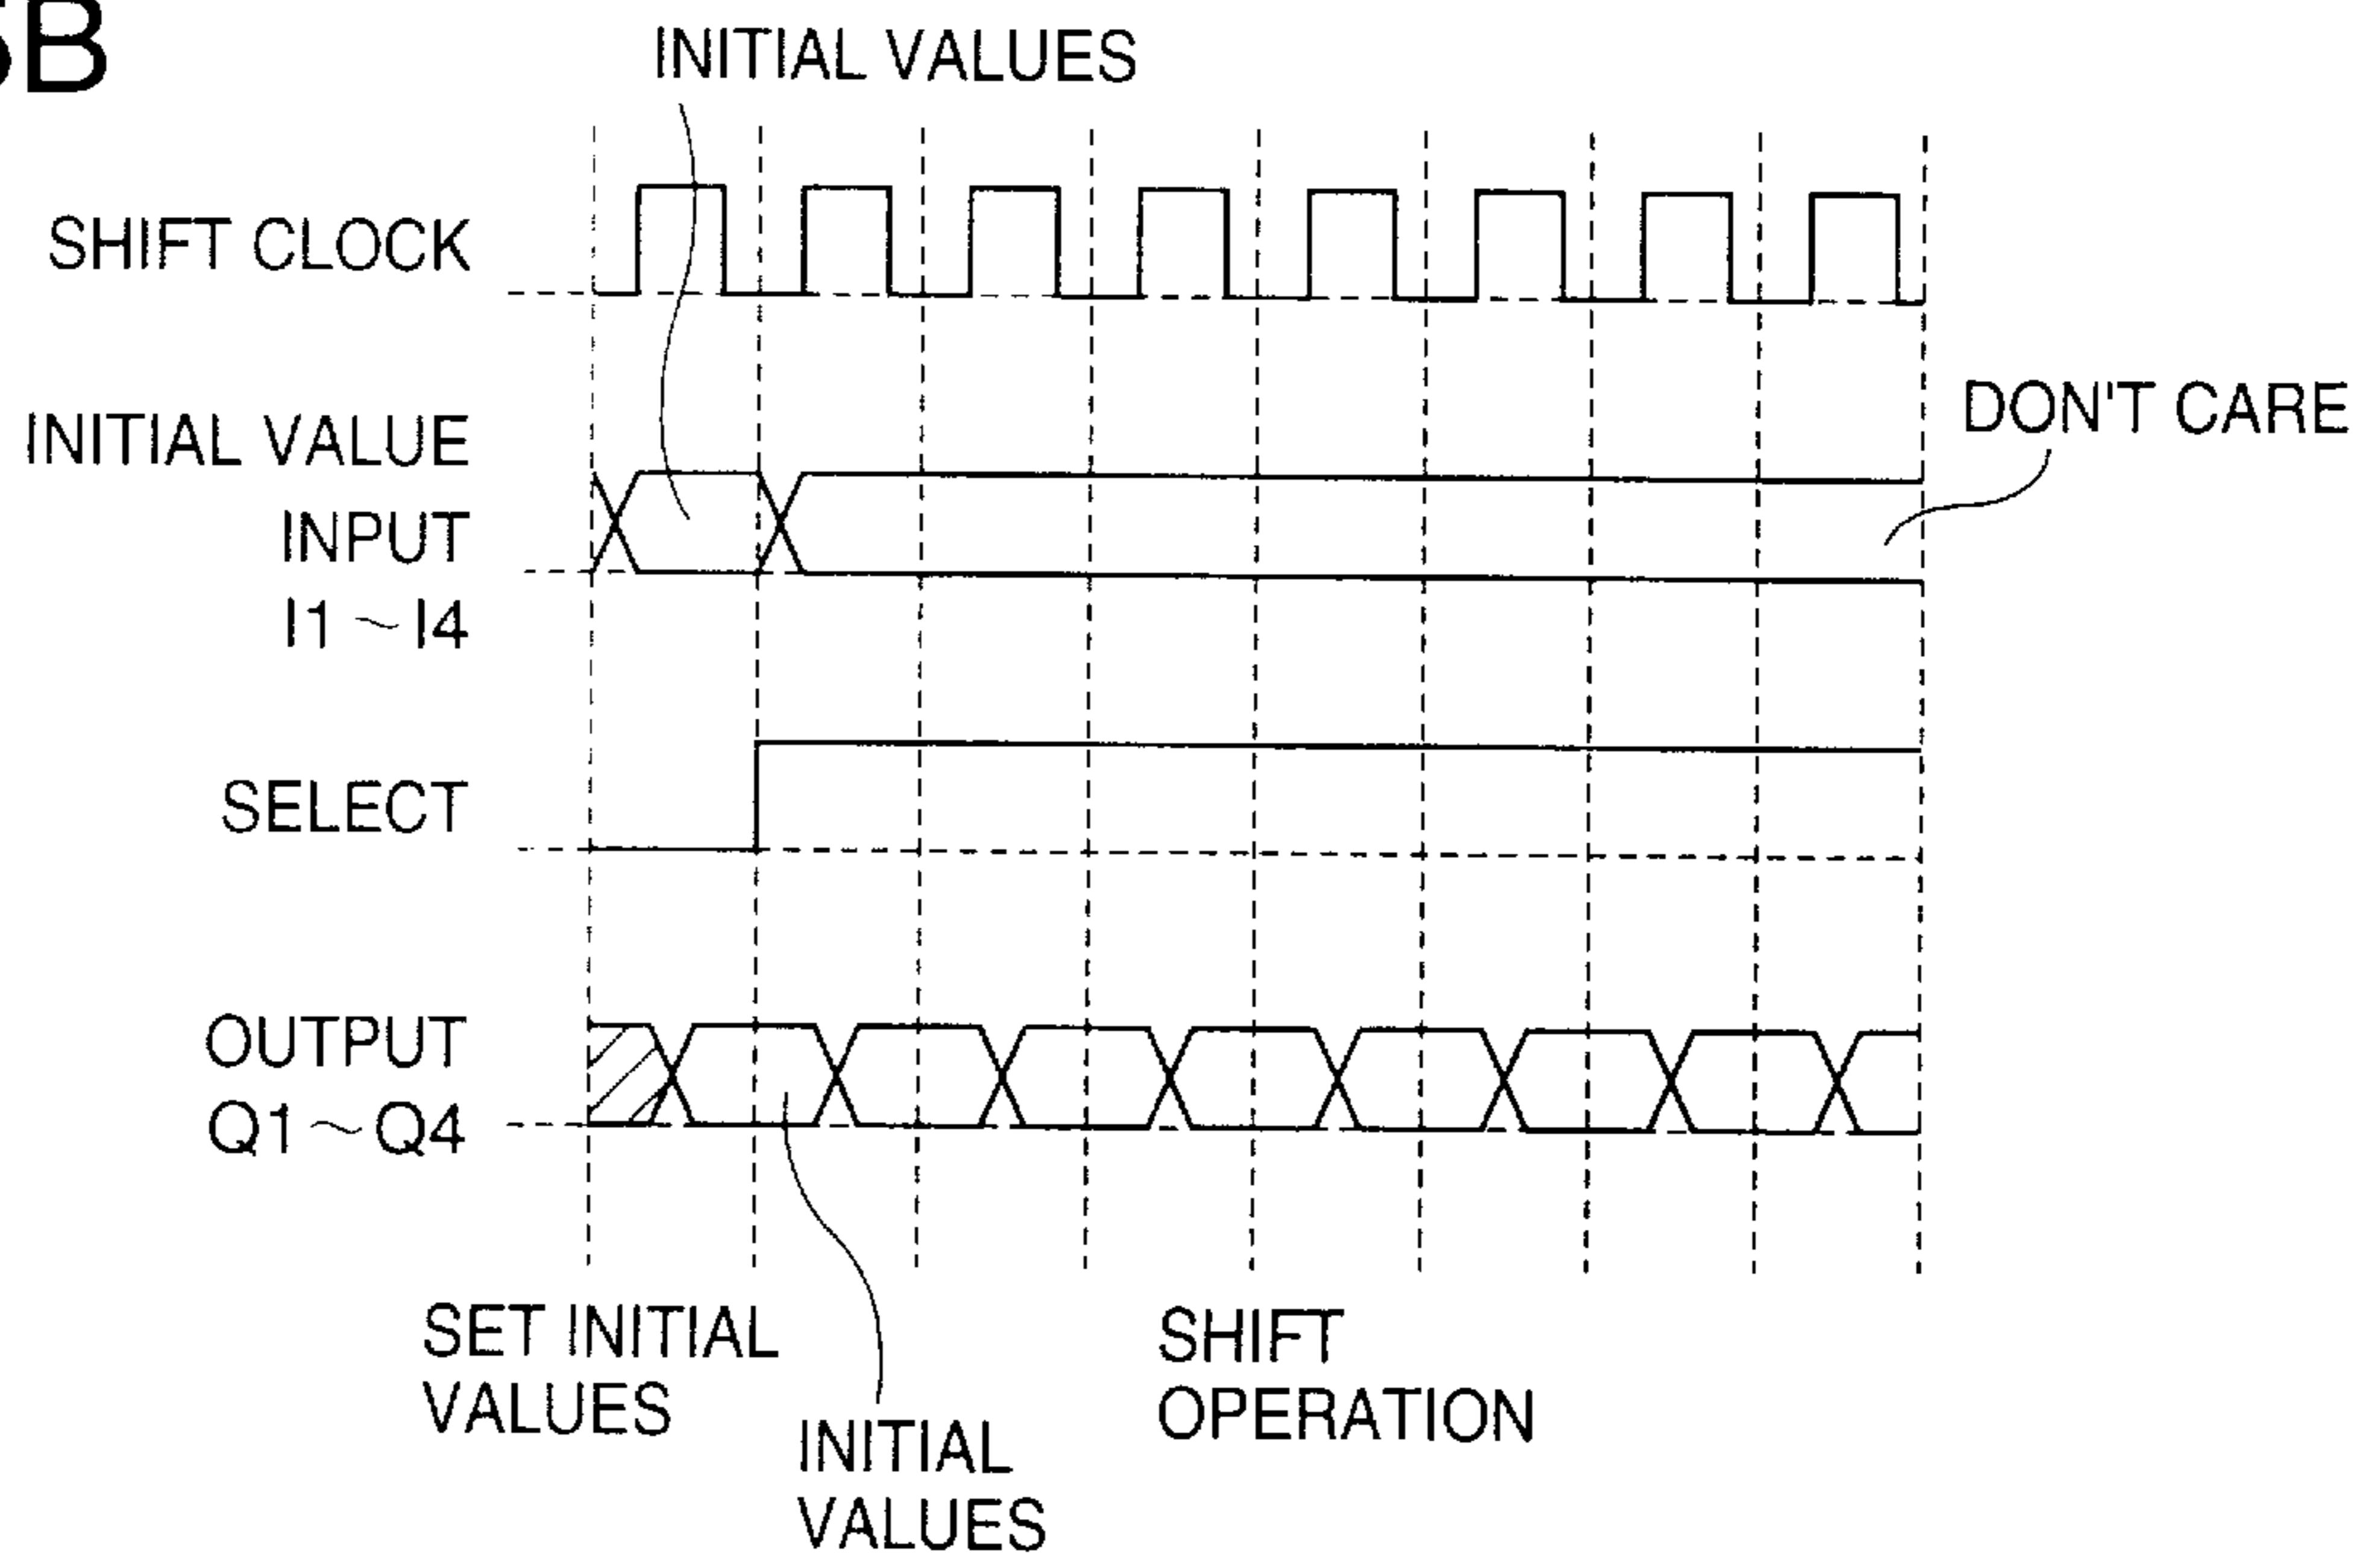 INITIAL VALUES
SHIFT CLOCK
DON'T CARE
INITIAL VALUE
INPUT
I1 ~ I4
SELECT
OUTPUT
Q1 ~ Q4
SET INITIAL
VALUES
INITIAL
VALUES
SHIFT
OPERATION